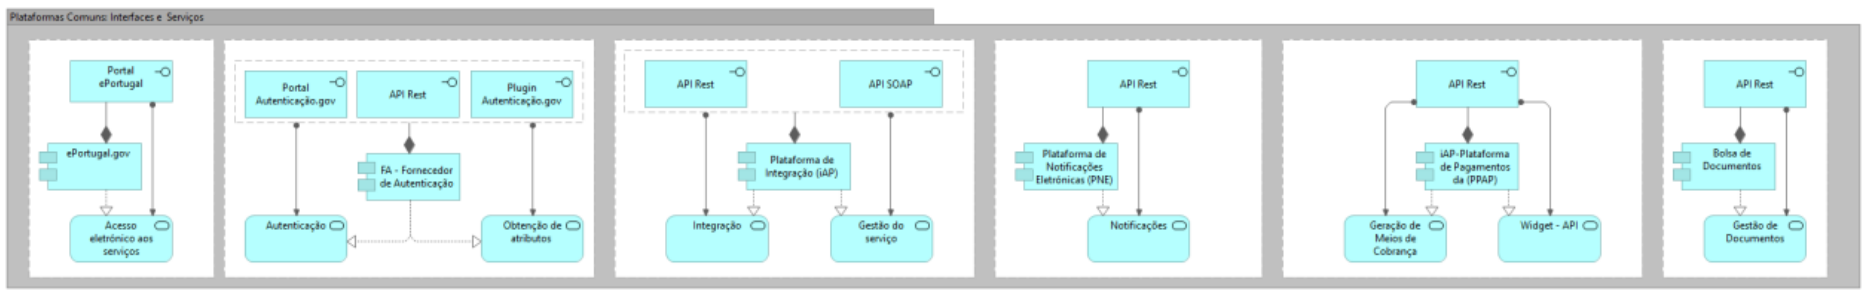 Plataformas Comuns: Interfaces e Serviços
Portal
ePortugal
ePortugal.gov
Acesso
eletrónico aos
serviços
Portal
Autenticação.gov
API Rest
Plugin
Autenticação.gov
FA - Fornecedor
de Autenticação
Autenticação
Obtenção de
atributos
API Rest
API SOAP
Plataforma de
Integração (iAP)
Integração
Gestão do
serviço
API Rest
Plataforma de
Notificações
Eletrónicas (PNE)
Notificações
API Rest
iAP-Plataforma
de Pagamentos
da (PPAP)
Geração de
Meios de
Cobrança
Widget - API
API Rest
Bolsa de
Documentos
Gestão de
Documentos